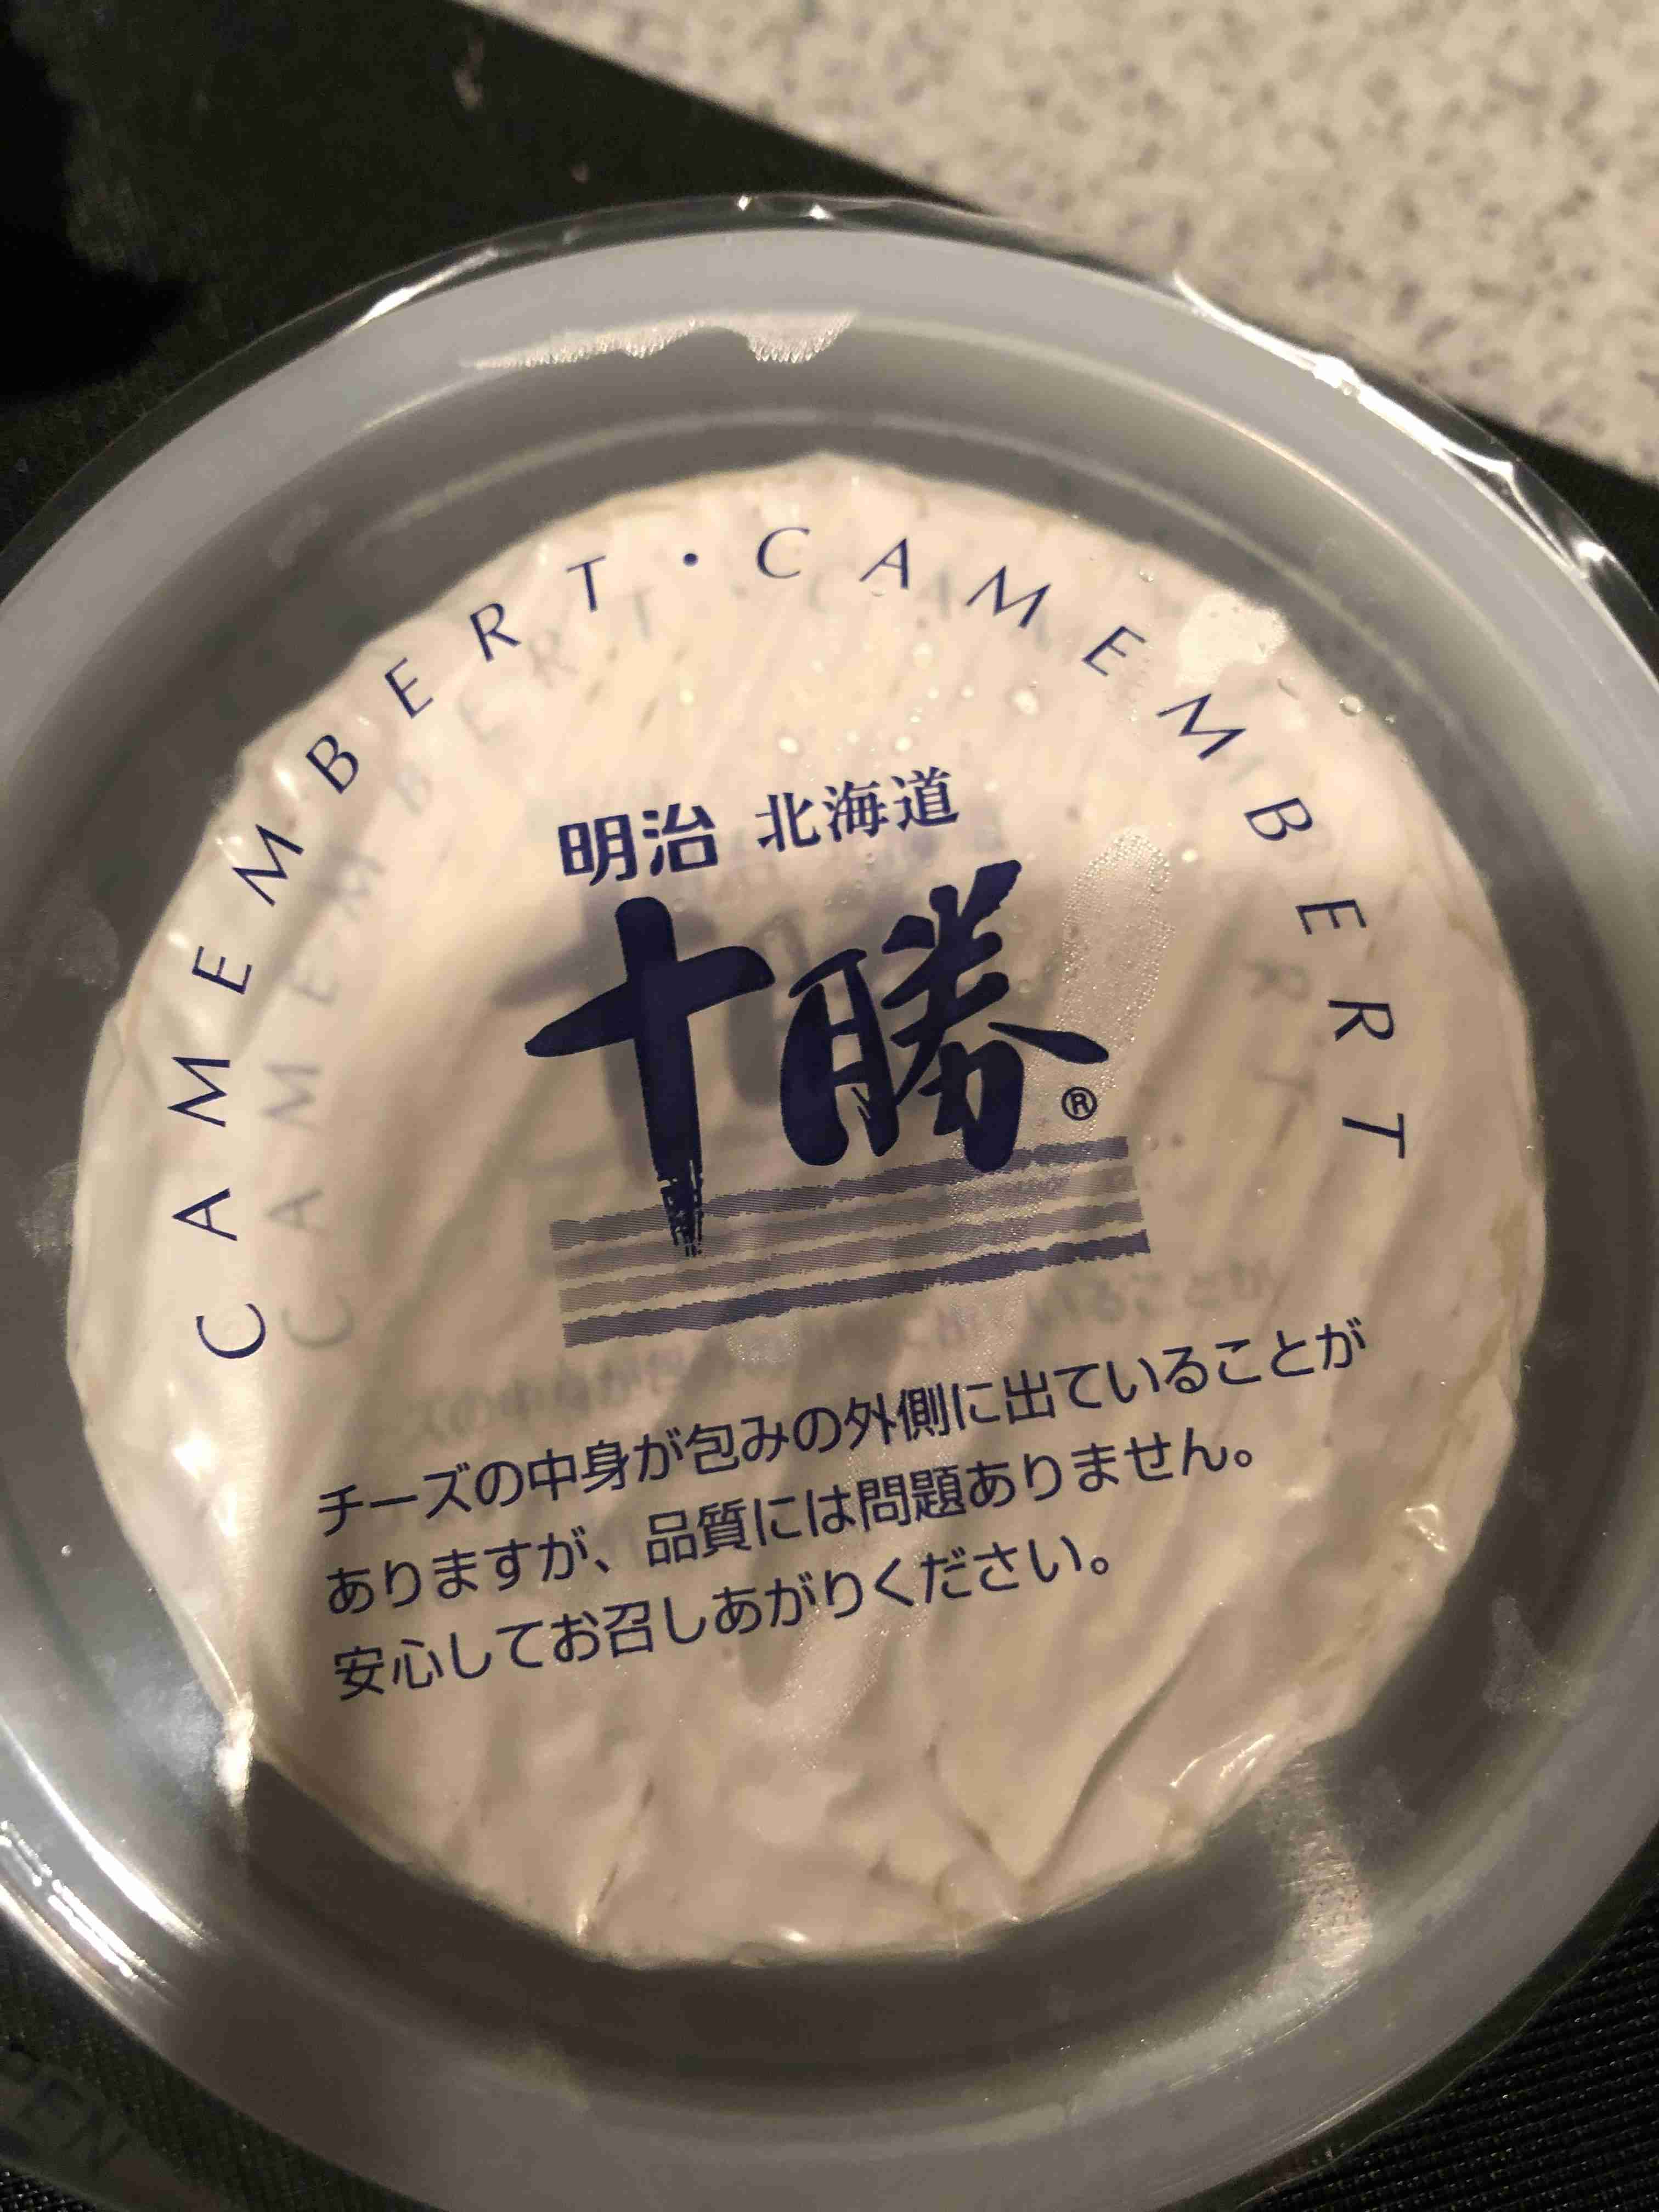 CAMEMBERT・CAMEMBERT
明治 北海道
十勝®
チーズの中身が包みの外側に出ていることが
ありますが、品質には問題ありません。
安心してお召しあがりください。